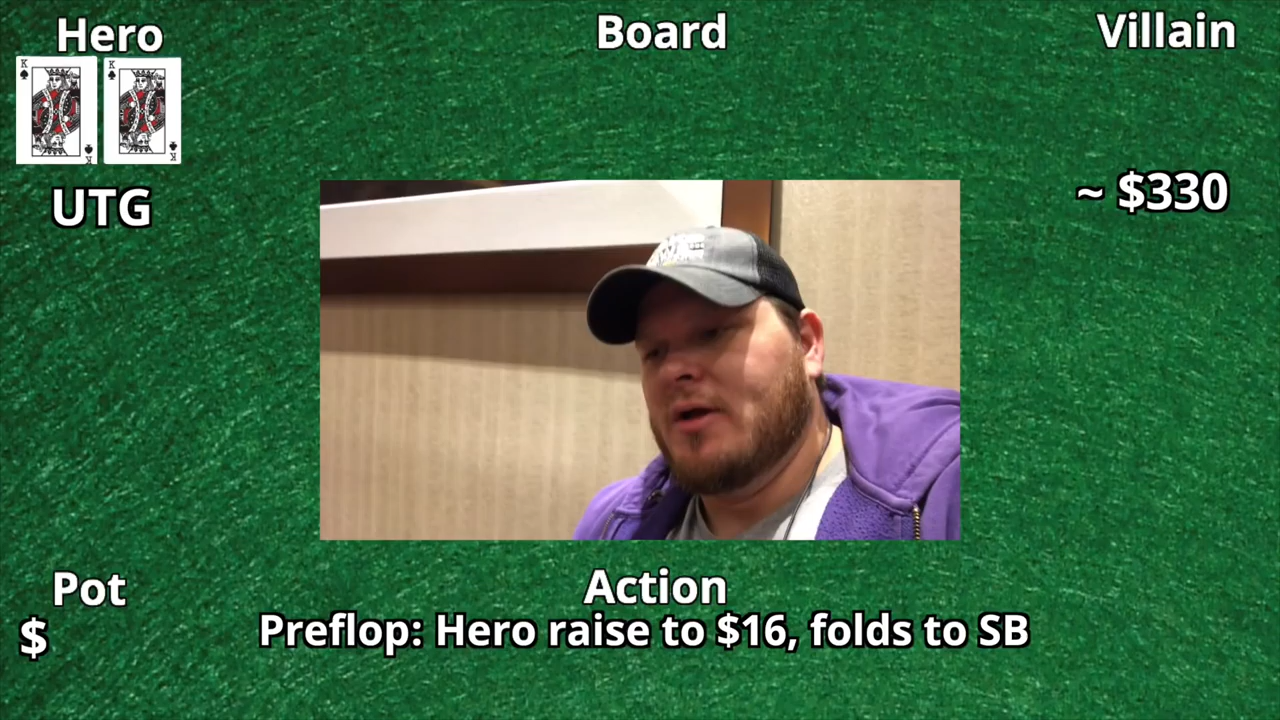 Hero
Board
Villain
K
K
K
K
UTG
~ $330
Pot
Action
$
Preflop: Hero raise to $16, folds to SB